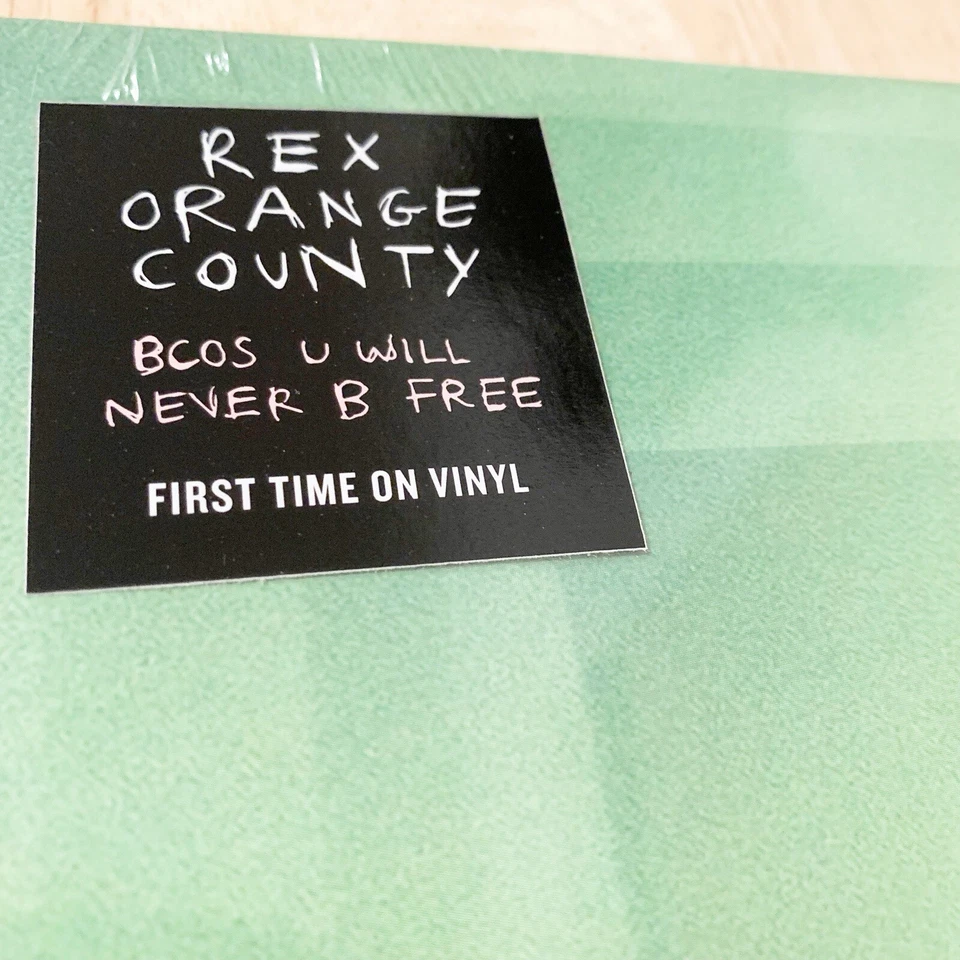 REX
ORANGE
COUNTY
BCOS U WILL
NEVER B FREE
FIRST TIME ON VINYL